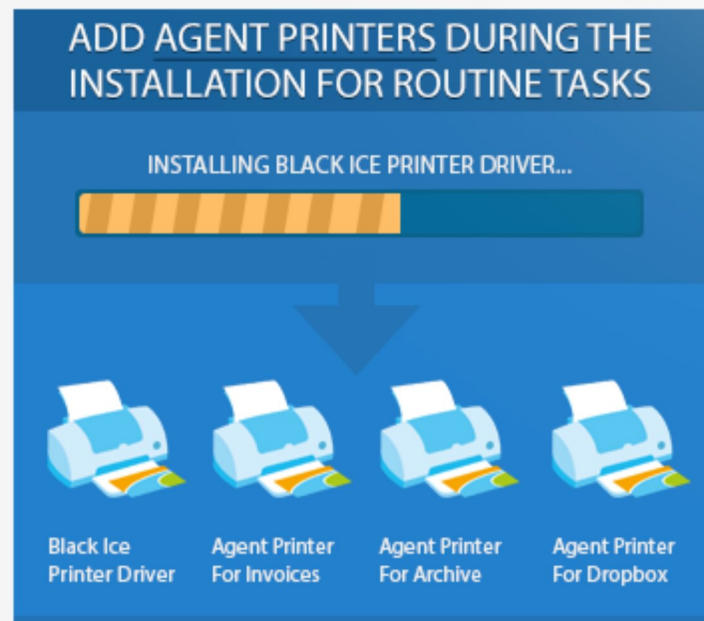 ADD AGENT PRINTERS DURING THE
INSTALLATION FOR ROUTINE TASKS
INSTALLING BLACK ICE PRINTER DRIVER...
Black Ice
Printer Driver
Agent Printer
For Invoices
Agent Printer
For Archive
Agent Printer
For Dropbox